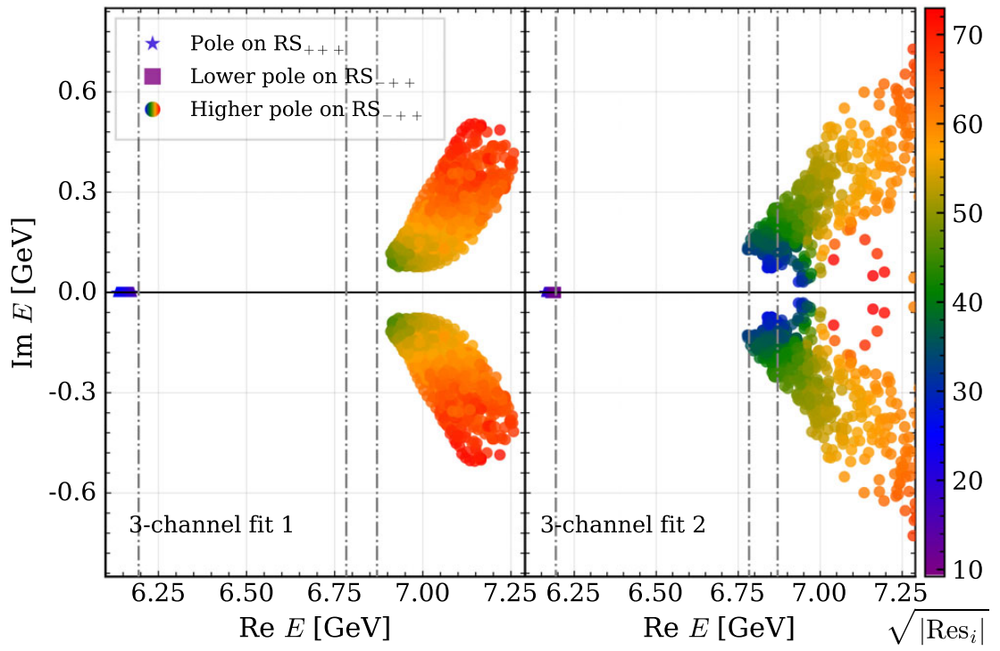 Pole on RS₊₊₊
Lower pole on RS₋₊₊
Higher pole on RS₋₊₊
0.6
0.3
0.0
-0.3
-0.6
Im E [GeV]
3-channel fit 1
3-channel fit 2
6.25 6.50 6.75 7.00 7.25
6.25 6.50 6.75 7.00 7.25
Re E [GeV]
Re E [GeV]
70
60
50
40
30
20
10
√|Resᵢ|